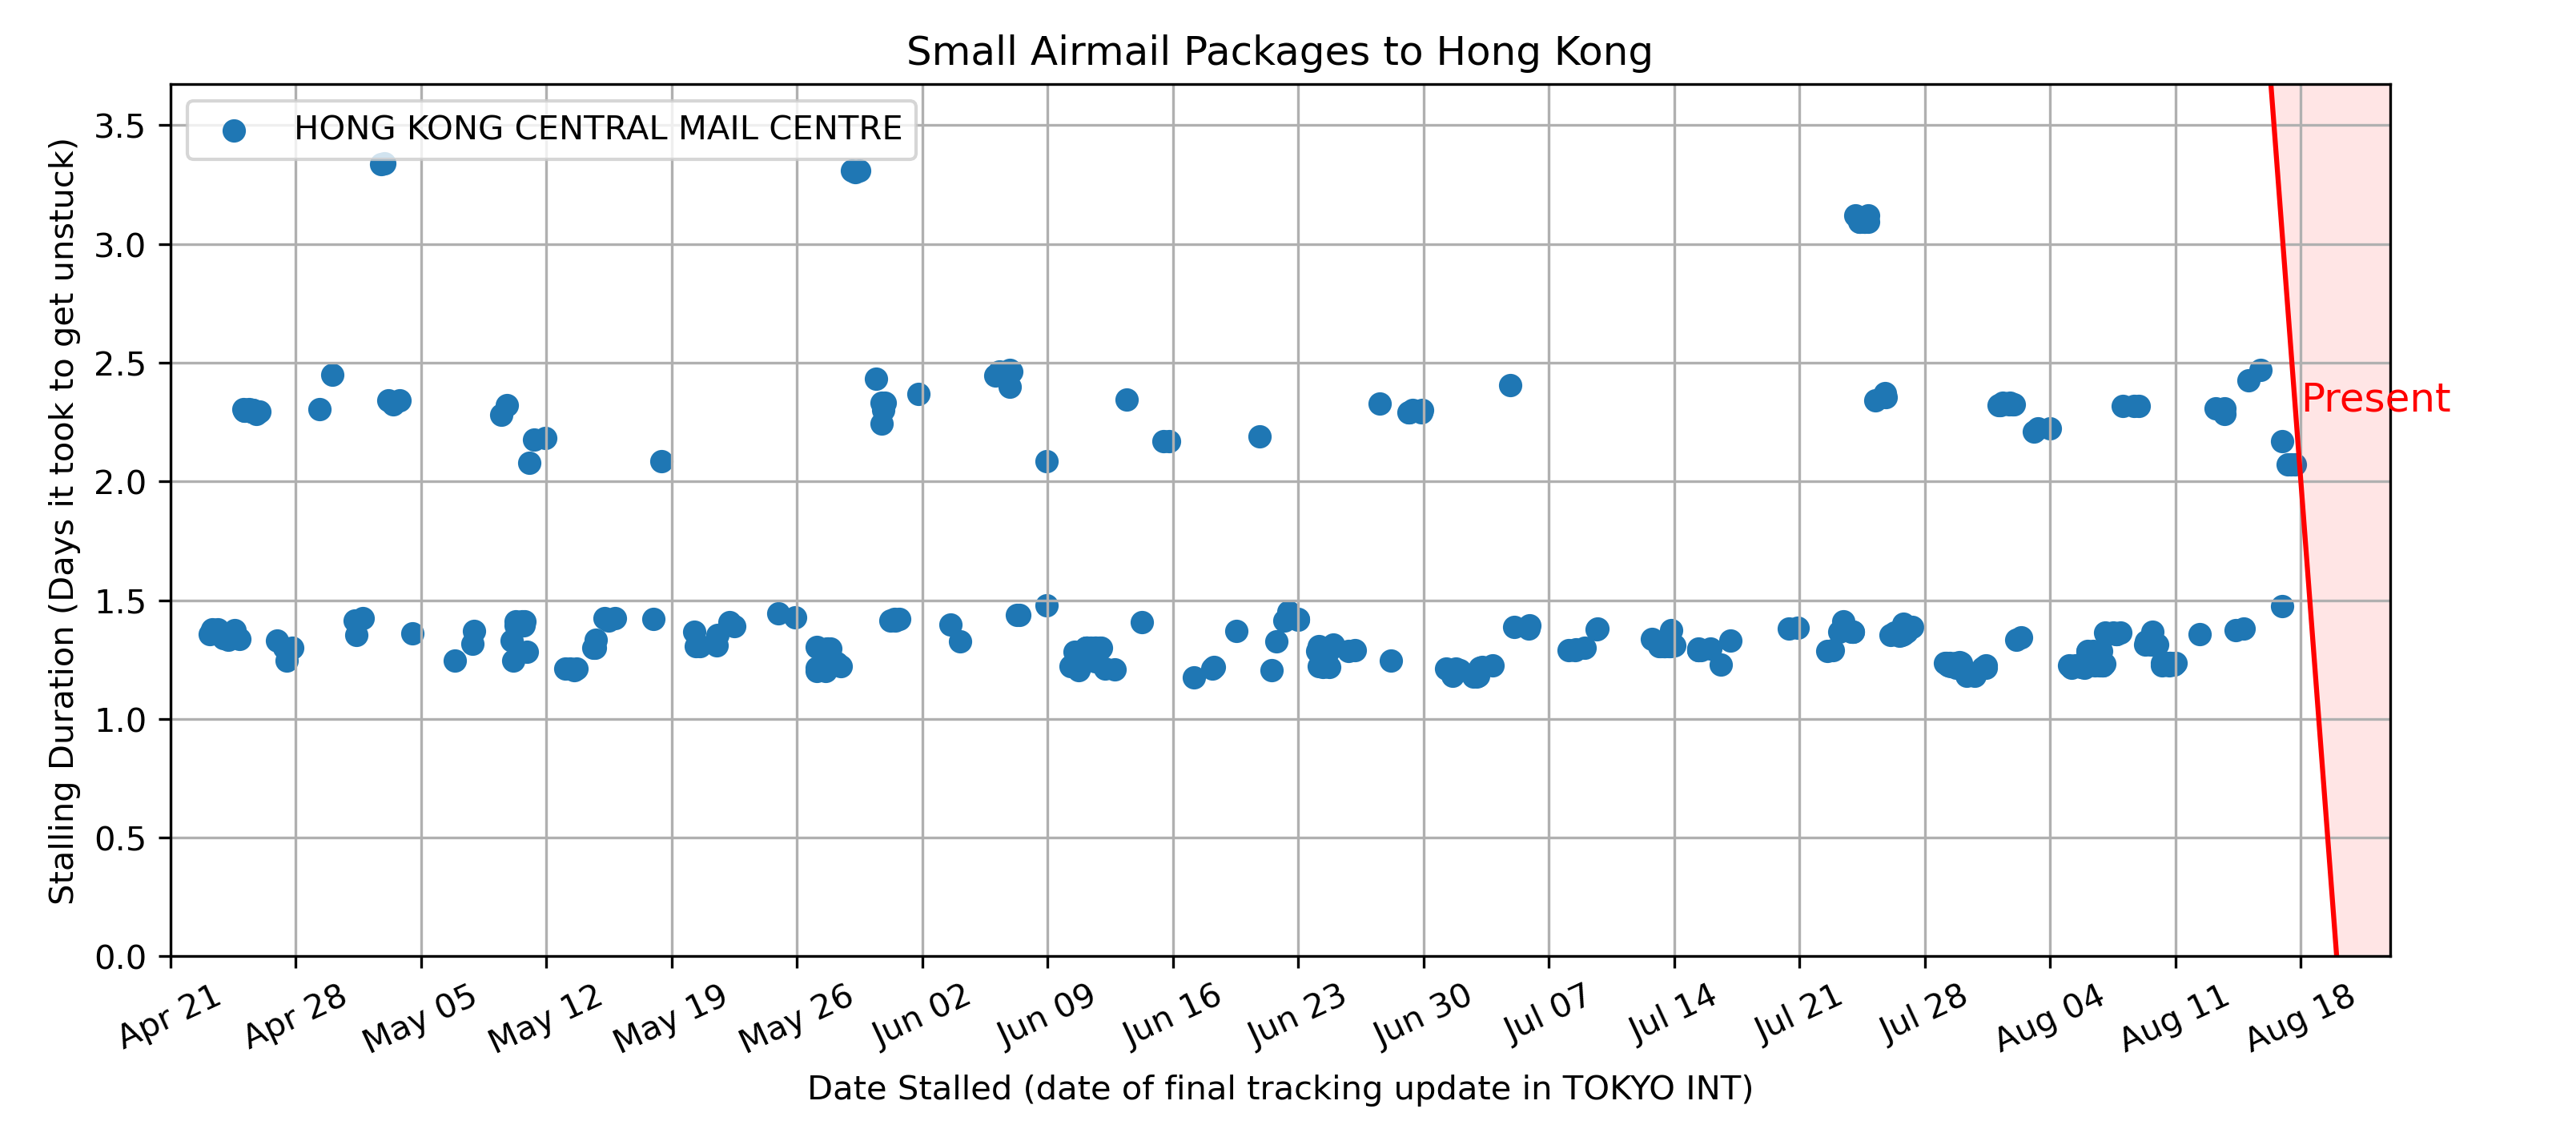 Small Airmail Packages to Hong Kong
HONG KONG CENTRAL MAIL CENTRE
Stalling Duration (Days it took to get unstuck)
3.5
3.0
2.5
2.0
1.5
1.0
0.5
0.0
Present
Apr 21
Apr 28
May 05
May 12
May 19
May 26
Jun 02
Jun 09
Jun 16
Jun 23
Jun 30
Jul 07
Jul 14
Jul 21
Jul 28
Aug 04
Aug 11
Aug 18
Date Stalled (date of final tracking update in TOKYO INT)